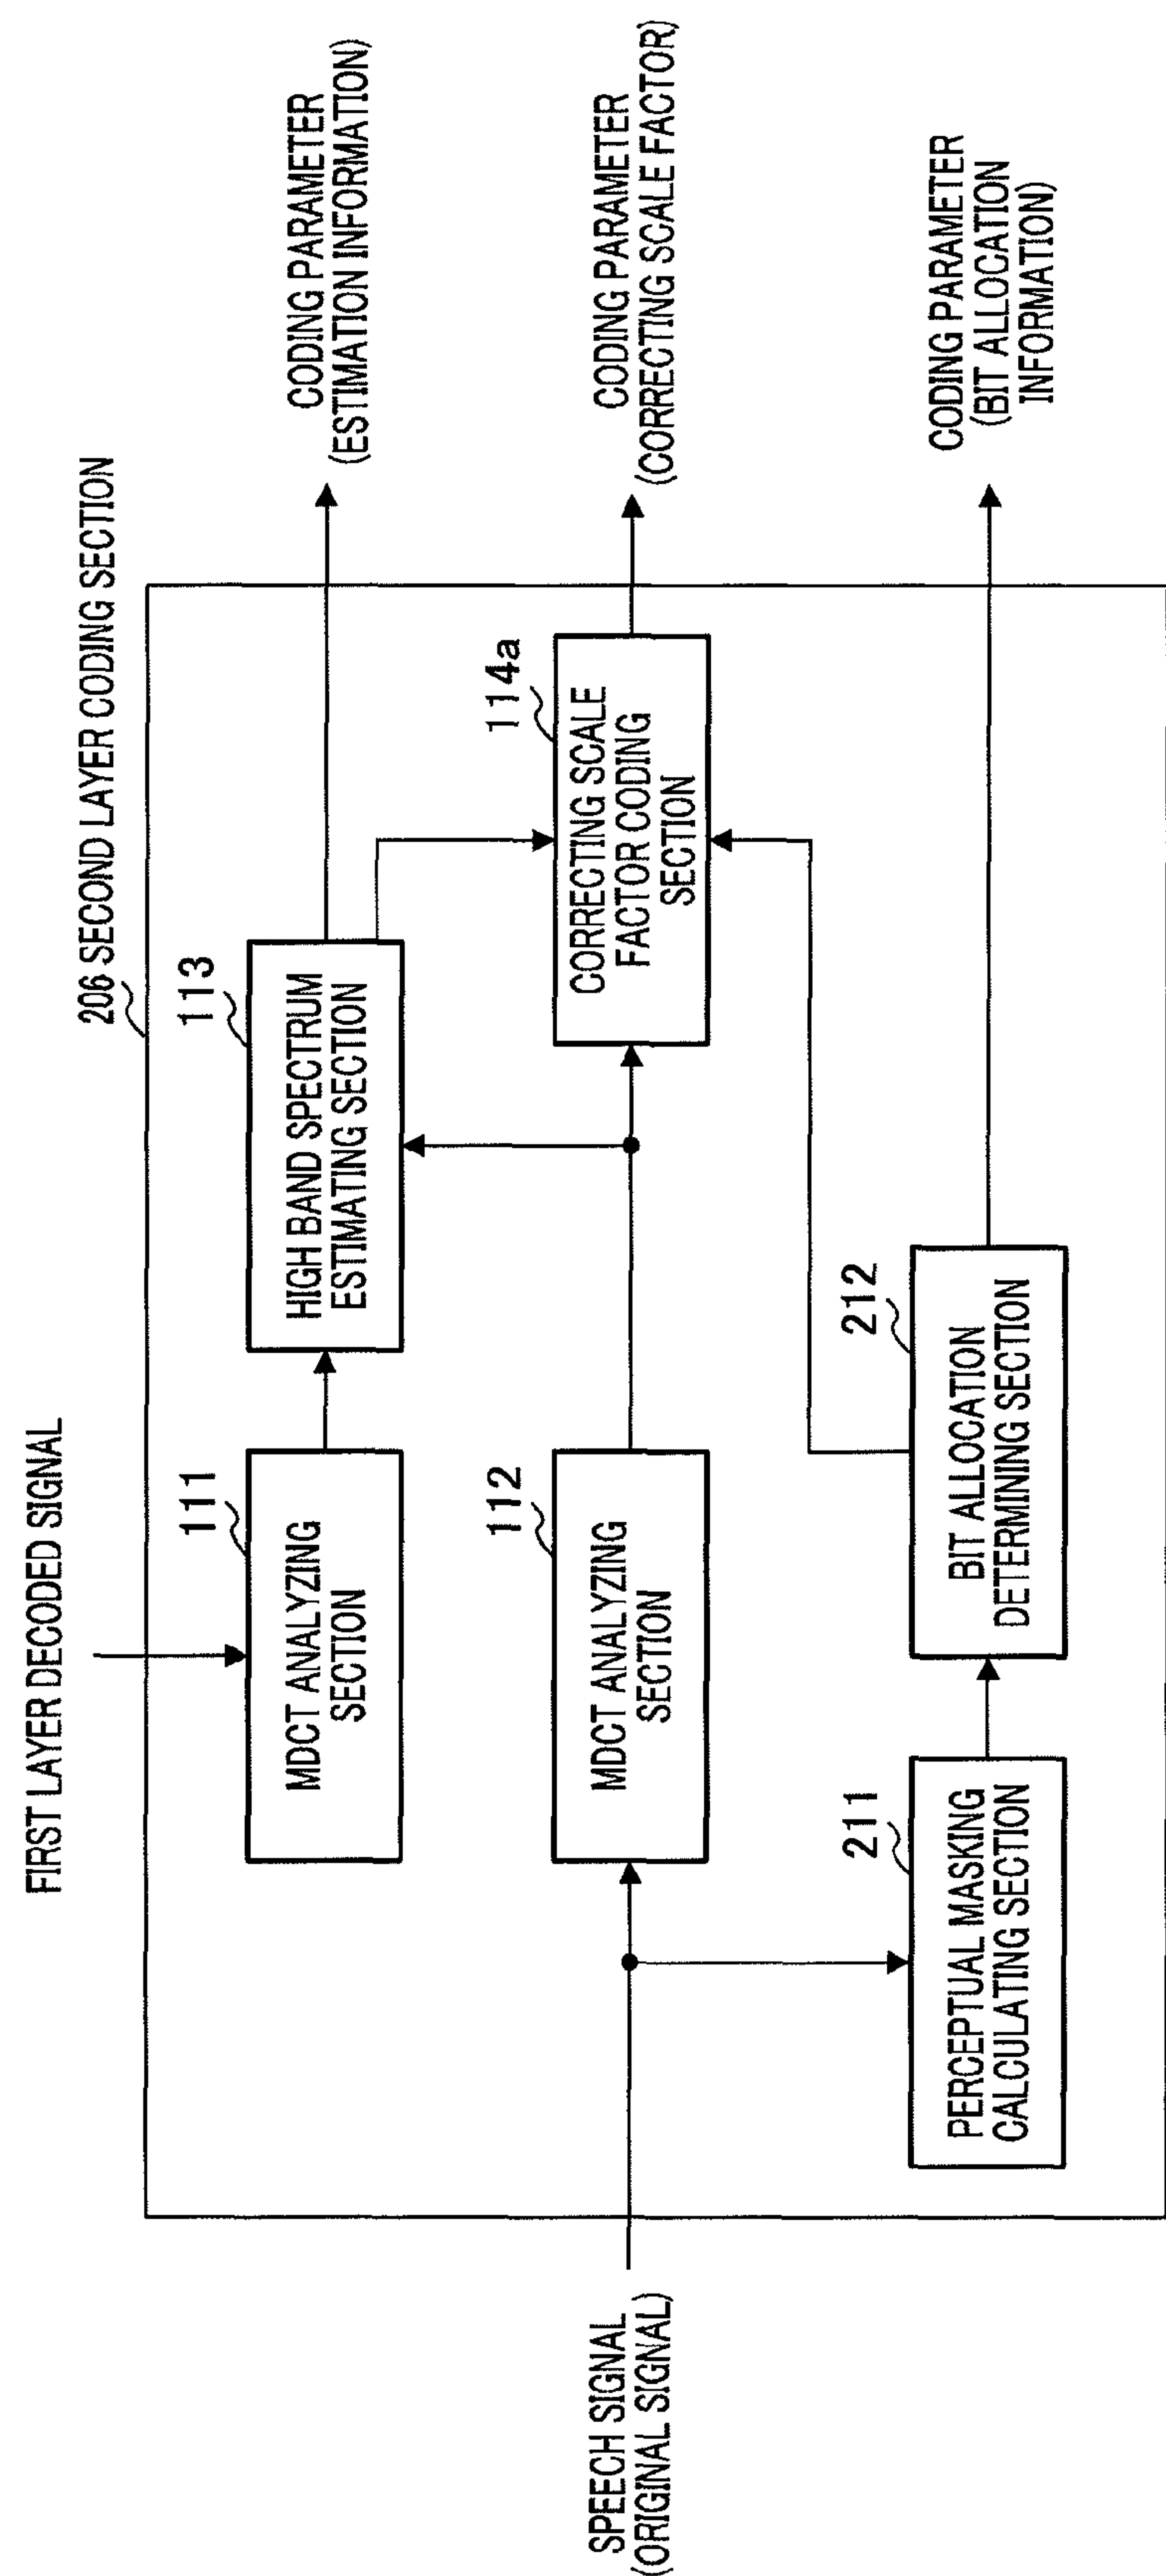 FIRST LAYER DECODED SIGNAL
206 SECOND LAYER CODING SECTION
111
MDCT ANALYZING
SECTION
113
HIGH BAND SPECTRUM
ESTIMATING SECTION
CODING PARAMETER
(ESTIMATION INFORMATION)
SPEECH SIGNAL
(ORIGINAL SIGNAL)
112
MDCT ANALYZING
SECTION
114a
CORRECTING SCALE
FACTOR CODING
SECTION
CODING PARAMETER
(CORRECTING SCALE FACTOR)
211
PERCEPTUAL MASKING
CALCULATING SECTION
212
BIT ALLOCATION
DETERMINING SECTION
CODING PARAMETER
(BIT ALLOCATION
INFORMATION)